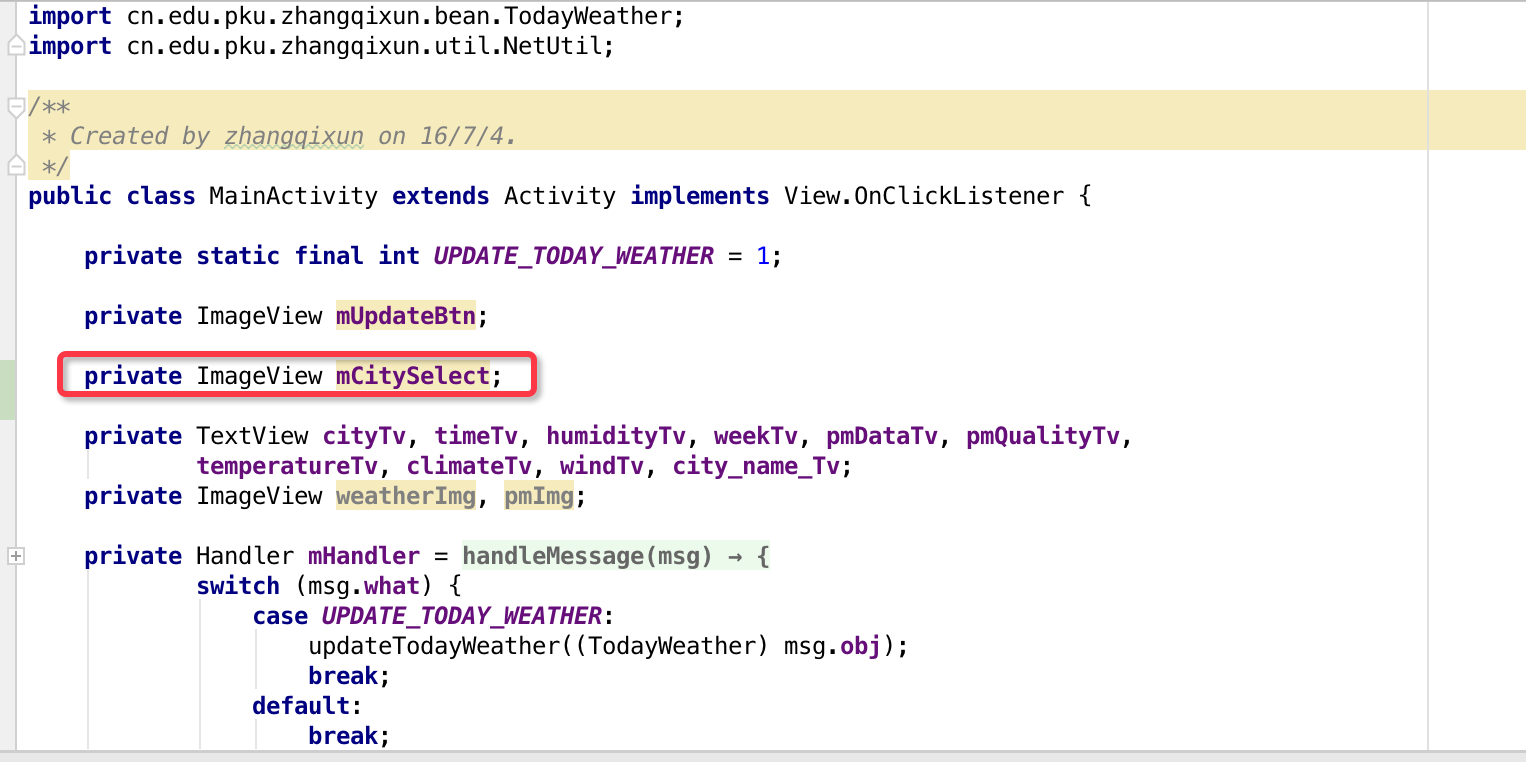 import cn.edu.pku.zhangqixun.bean.TodayWeather;
import cn.edu.pku.zhangqixun.util.NetUtil;
/**
 * Created by zhangqixun on 16/7/4.
 */
public class MainActivity extends Activity implements View.OnClickListener {
    private static final int UPDATE_TODAY_WEATHER = 1;
    private ImageView mUpdateBtn;
    private ImageView mCitySelect;
    private TextView cityTv, timeTv, humidityTv, weekTv, pmDataTv, pmQualityTv,
            temperatureTv, climateTv, windTv, city_name_Tv;
    private ImageView weatherImg, pmImg;
    private Handler mHandler = handleMessage(msg) → {
            switch (msg.what) {
                case UPDATE_TODAY_WEATHER:
                    updateTodayWeather((TodayWeather) msg.obj);
                    break;
                default:
                    break;